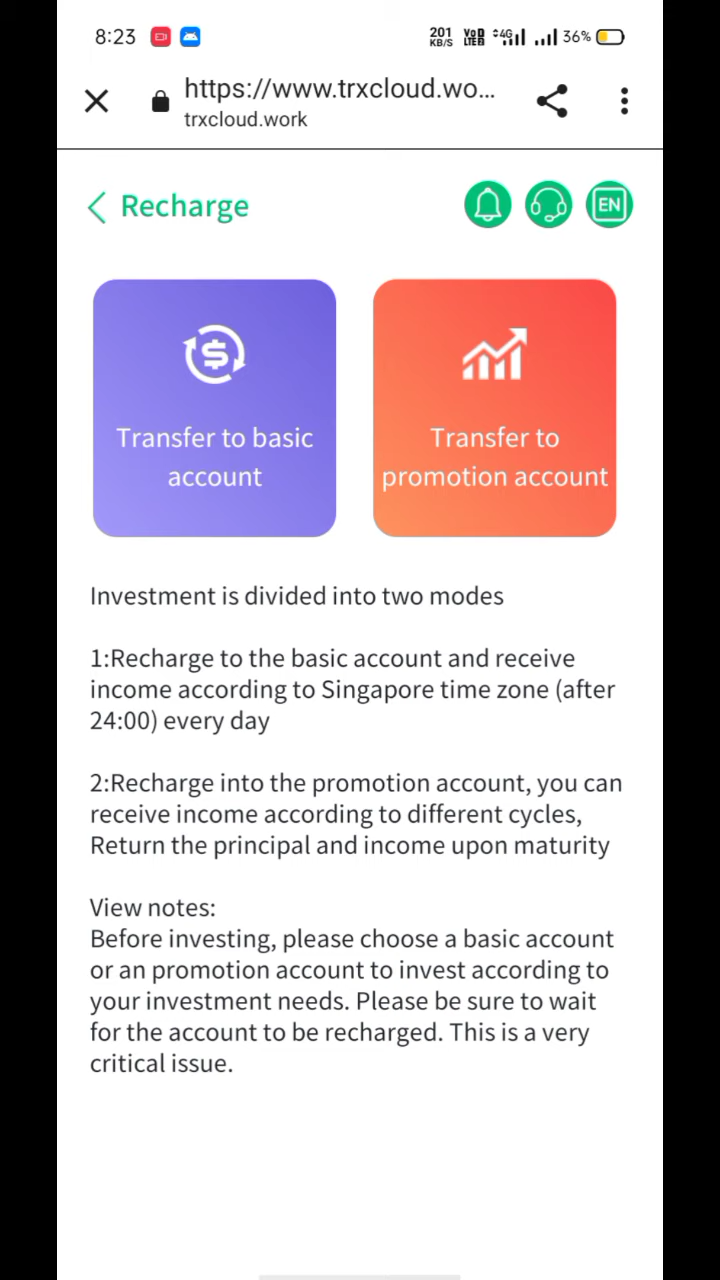 8:23
201 KB/S VoD LTEB 4G 36%
https://www.trxcloud.wo...
trxcloud.work
Recharge
EN
Transfer to basic
account
Transfer to
promotion account
Investment is divided into two modes
1:Recharge to the basic account and receive
income according to Singapore time zone (after
24:00) every day
2:Recharge into the promotion account, you can
receive income according to different cycles,
Return the principal and income upon maturity
View notes:
Before investing, please choose a basic account
or an promotion account to invest according to
your investment needs. Please be sure to wait
for the account to be recharged. This is a very
critical issue.